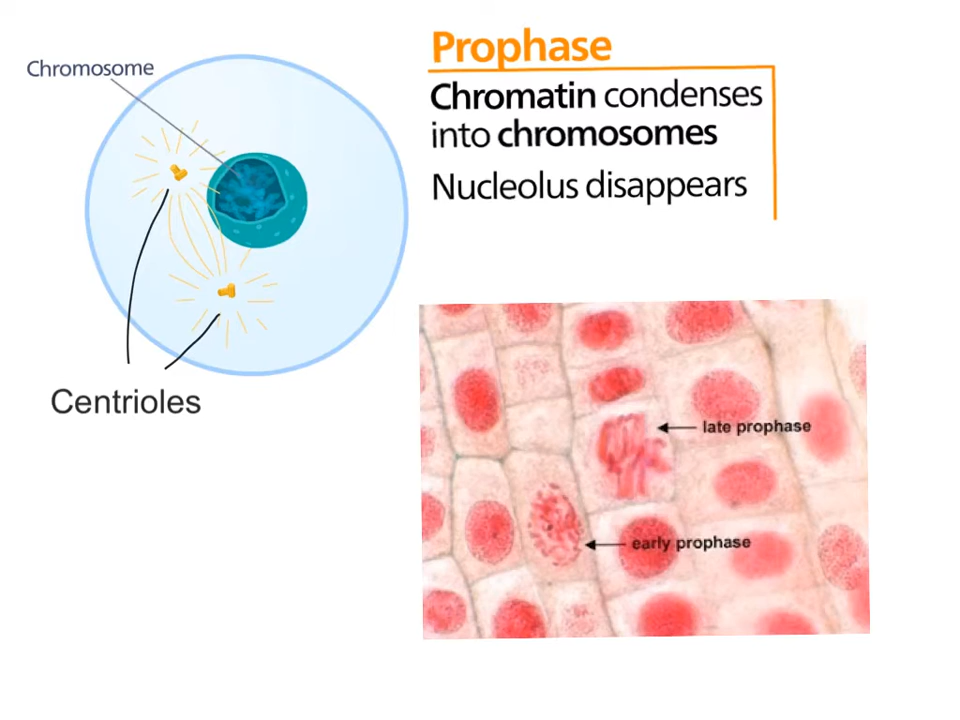 Chromosome
Centrioles
Prophase
Chromatin condenses
into chromosomes
Nucleolus disappears
late prophase
early prophase